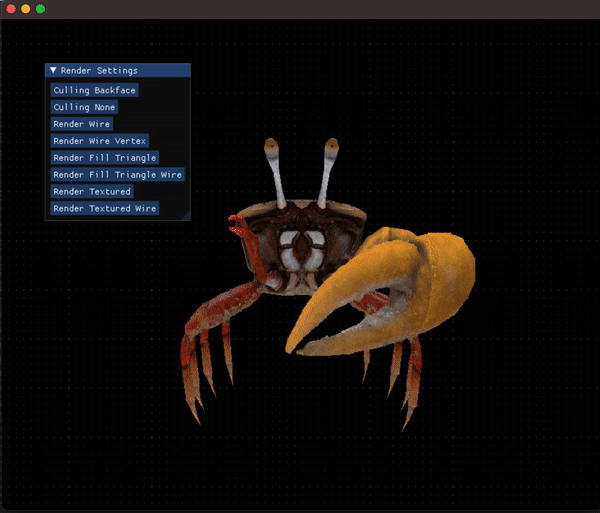 Render Settings
Culling Backface
Culling None
Render Wire
Render Wire Vertex
Render Fill Triangle
Render Fill Triangle Wire
Render Textured
Render Textured Wire